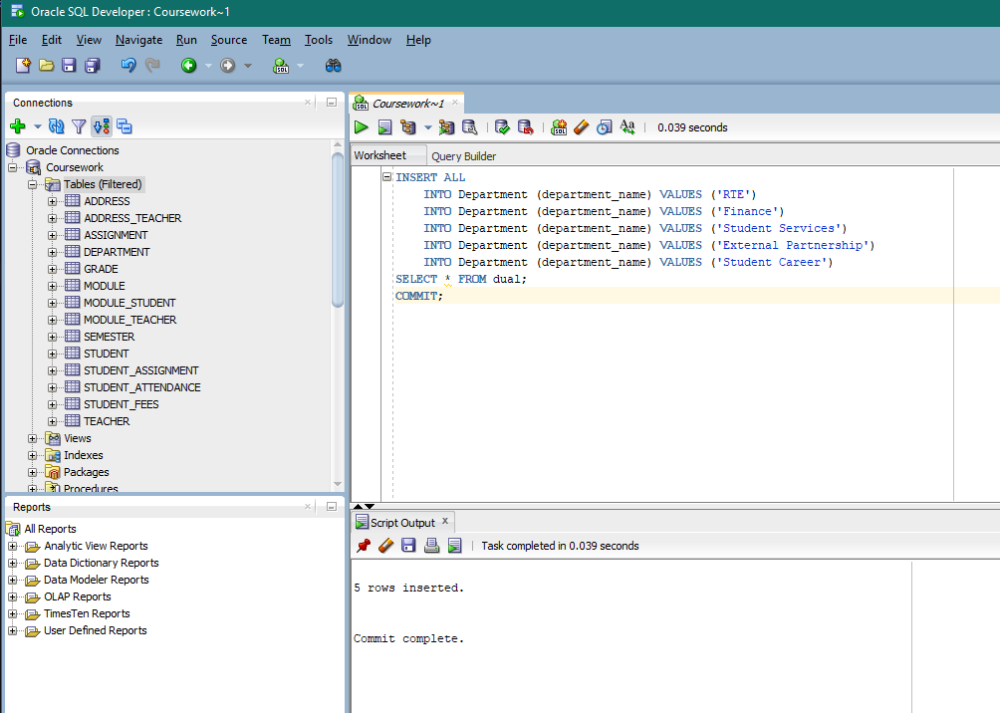 Oracle SQL Developer : Coursework~1
File Edit View Navigate Run Source Team Tools Window Help
Connections
Oracle Connections
Coursework
Tables (Filtered)
ADDRESS
ADDRESS_TEACHER
ASSIGNMENT
DEPARTMENT
GRADE
MODULE
MODULE_STUDENT
MODULE_TEACHER
SEMESTER
STUDENT
STUDENT_ASSIGNMENT
STUDENT_ATTENDANCE
STUDENT_FEES
TEACHER
Views
Indexes
Packages
Procedures
Reports
All Reports
Analytic View Reports
Data Dictionary Reports
Data Modeler Reports
OLAP Reports
TimesTen Reports
User Defined Reports
Coursework~1
0.039 seconds
Worksheet Query Builder
INSERT ALL
INTO Department (department_name) VALUES ('RTE')
INTO Department (department_name) VALUES ('Finance')
INTO Department (department_name) VALUES ('Student Services')
INTO Department (department_name) VALUES ('External Partnership')
INTO Department (department_name) VALUES ('Student Career')
SELECT * FROM dual;
COMMIT;
Script Output
Task completed in 0.039 seconds
5 rows inserted.
Commit complete.